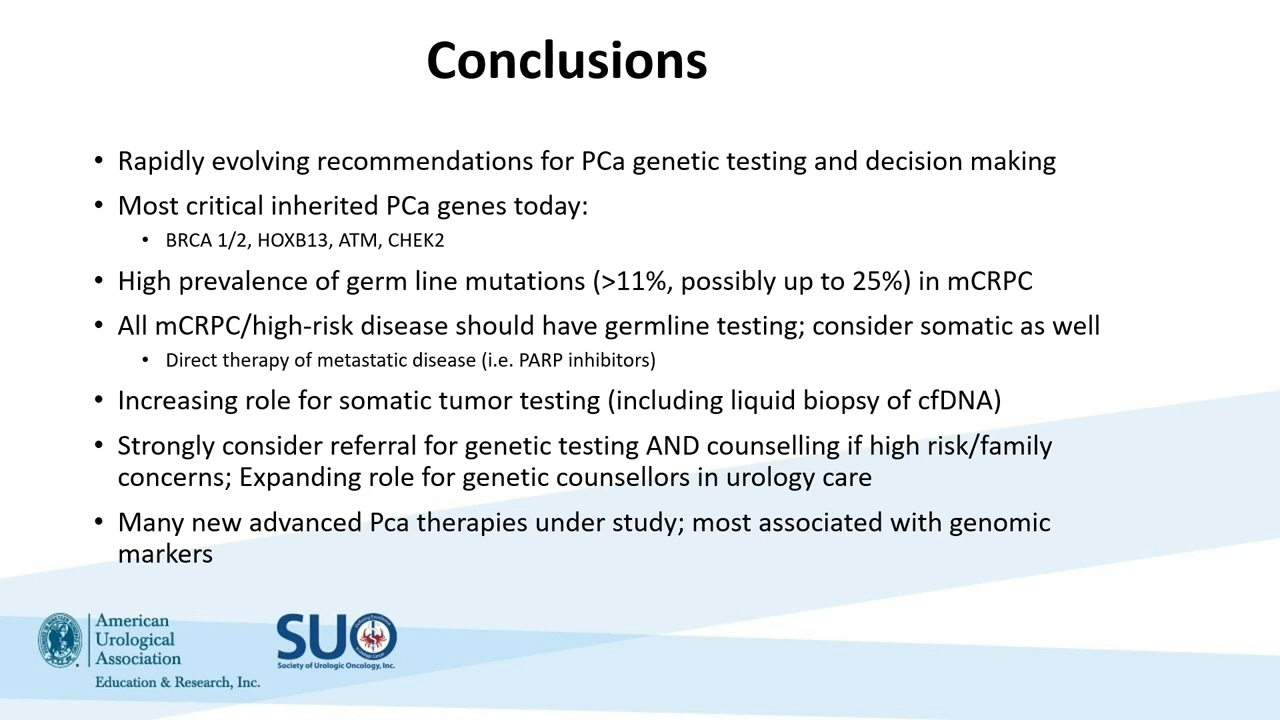 Conclusions
• Rapidly evolving recommendations for PCa genetic testing and decision making
• Most critical inherited PCa genes today:
• BRCA 1/2, HOXB13, ATM, CHEK2
• High prevalence of germ line mutations (>11%, possibly up to 25%) in mCRPC
• All mCRPC/high-risk disease should have germline testing; consider somatic as well
• Direct therapy of metastatic disease (i.e. PARP inhibitors)
• Increasing role for somatic tumor testing (including liquid biopsy of cfDNA)
• Strongly consider referral for genetic testing AND counselling if high risk/family
concerns; Expanding role for genetic counsellors in urology care
• Many new advanced Pca therapies under study; most associated with genomic
markers
American
Urological
Association
Education & Research, Inc.
SUO
Society of Urologic Oncology, Inc.